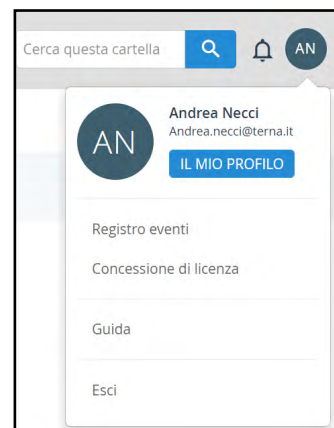 Cerca questa cartella
AN
AN
Andrea Necci
Andrea.necci@terna.it
IL MIO PROFILO
Registro eventi
Concessione di licenza
Guida
Esci